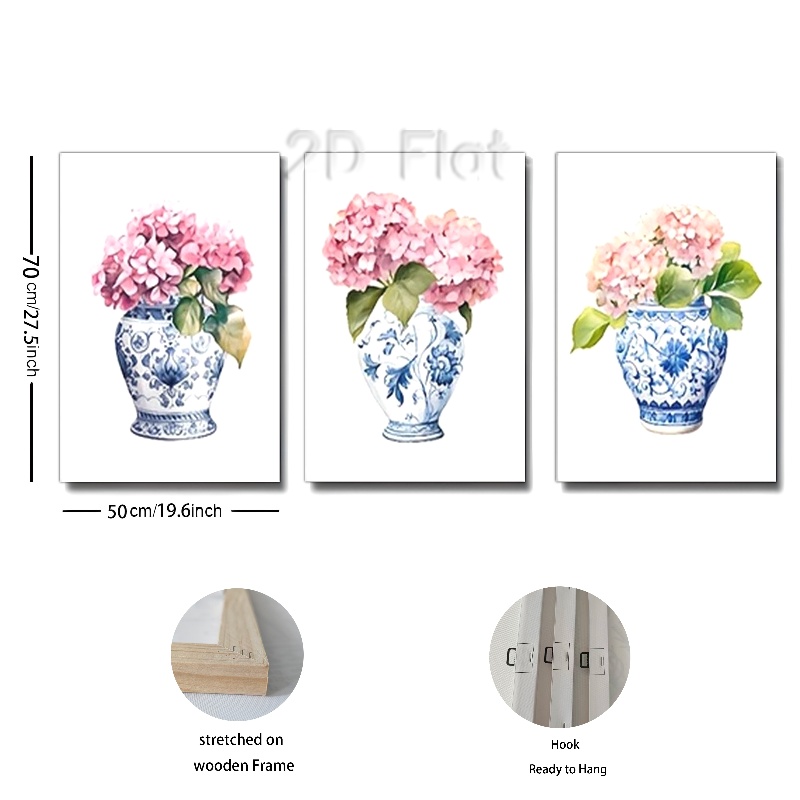 2D Flat
70 cm/27.5inch
50cm/19.6inch
stretched on
wooden Frame
Hook
Ready to Hang